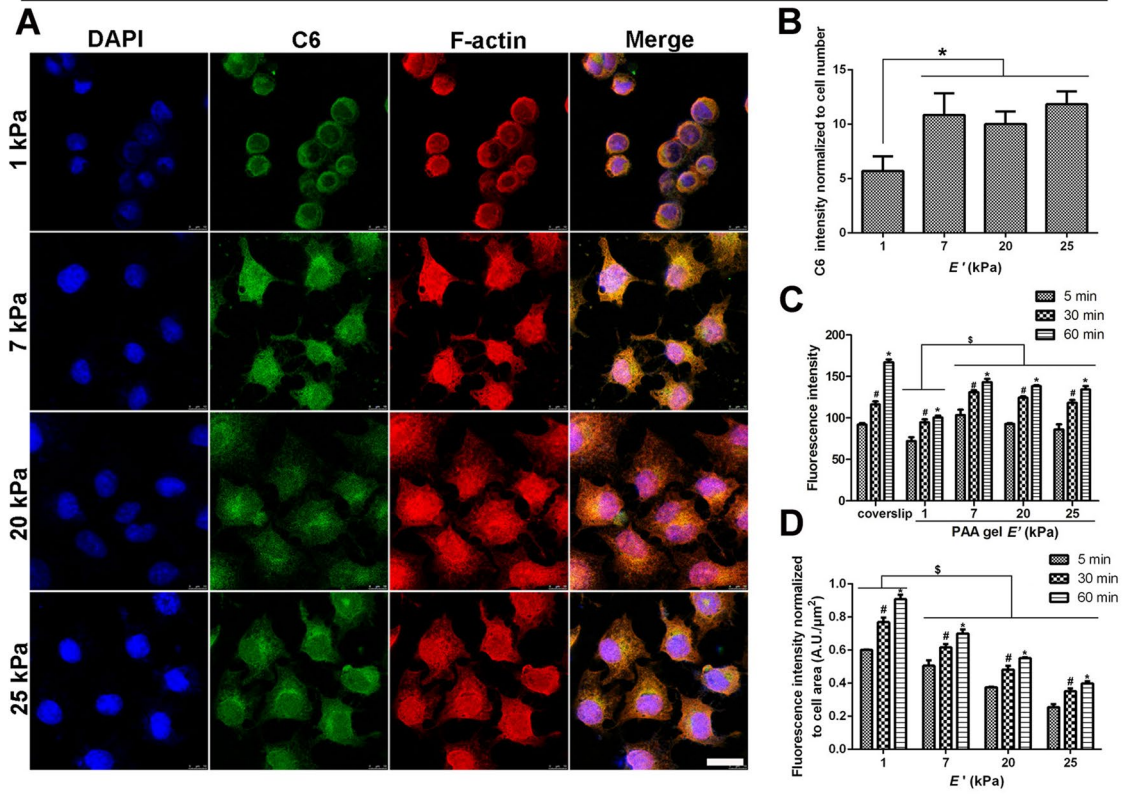 A
DAPI
C6
F-actin
Merge
1 kPa
7 kPa
20 kPa
25 kPa
B
C6 intensity normalized to cell number
15
10
5
0
*
1
7
20
25
E' (kPa)
C
5 min
30 min
60 min
Fluorescence intensity
200
150
100
50
0
$
#
*
#
*
#
*
#
*
#
*
coverslip
1
7
20
25
PAA gel E' (kPa)
D
5 min
30 min
60 min
Fluorescence intensity normalized
to cell area (A.U./µm²)
1.0
0.8
0.6
0.4
0.2
0.0
$
#
*
#
*
#
*
#
*
1
7
20
25
E' (kPa)